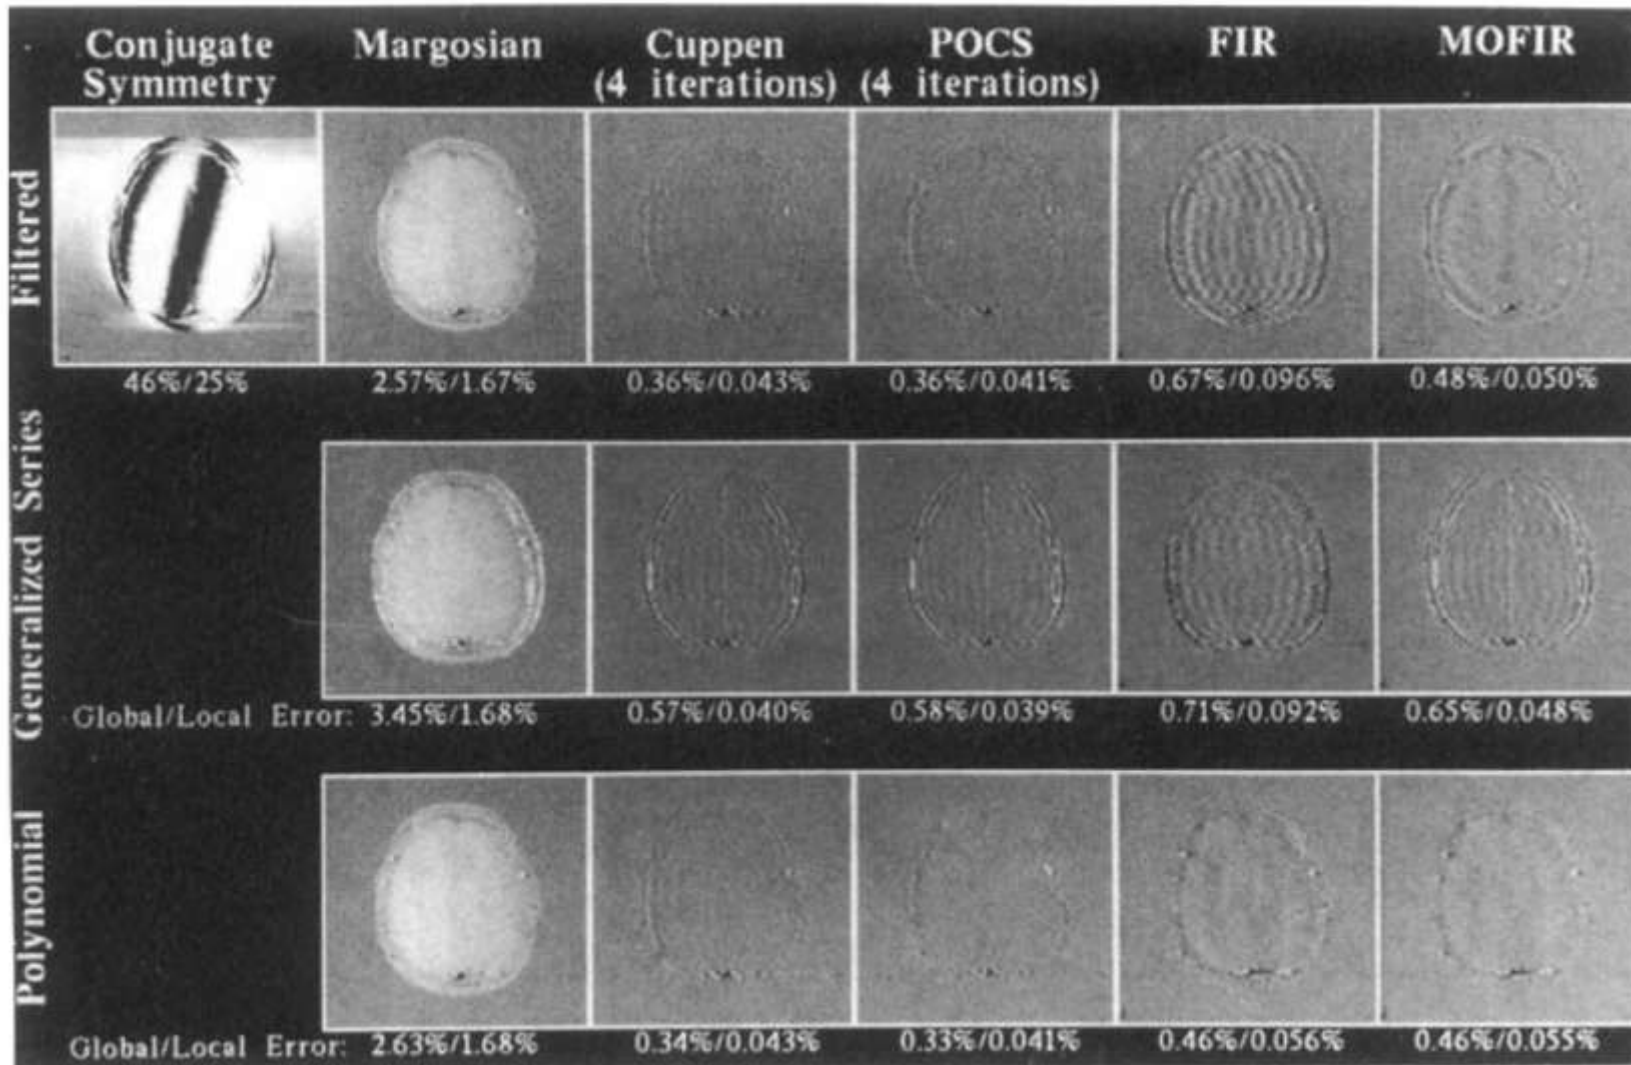 Conjugate Symmetry
Margosian
Cuppen (4 iterations)
POCS (4 iterations)
FIR
MOFIR
Filtered
46%/25%
2.57%/1.67%
0.36%/0.043%
0.36%/0.041%
0.67%/0.096%
0.48%/0.050%
Generalized Series
Global/Local Error: 3.45%/1.68%
0.57%/0.040%
0.58%/0.039%
0.71%/0.092%
0.65%/0.048%
Polynomial
Global/Local Error: 2.63%/1.68%
0.34%/0.043%
0.33%/0.041%
0.46%/0.056%
0.46%/0.055%